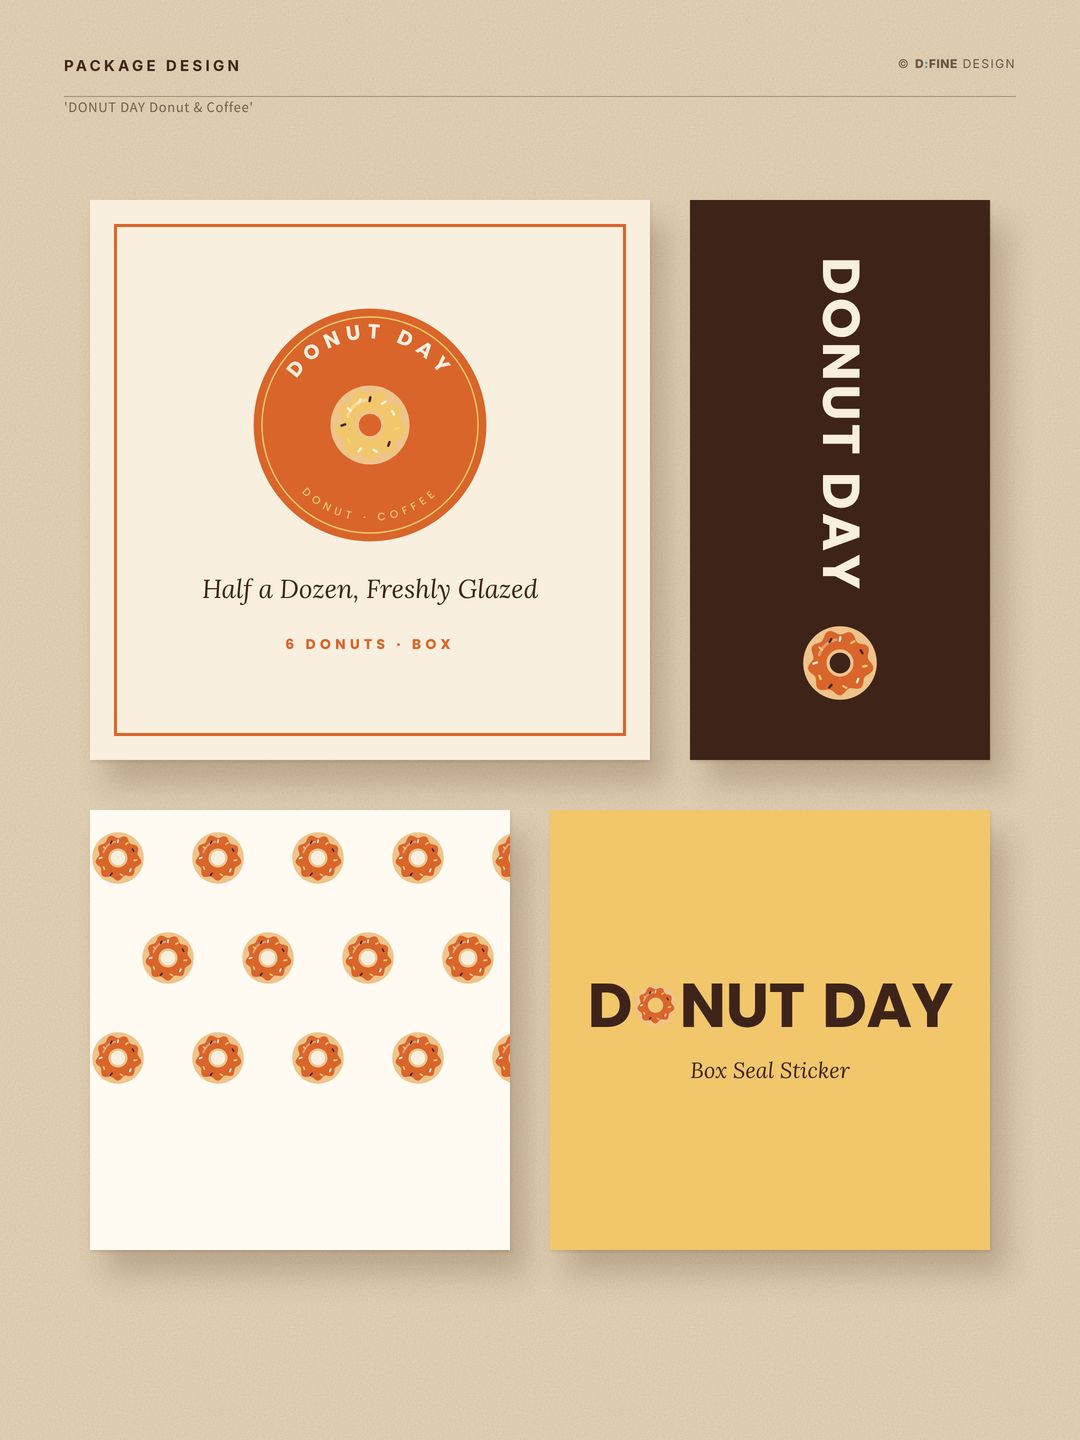 PACKAGE DESIGN
© D:FINE DESIGN
'DONUT DAY Donut & Coffee'
DONUT DAY
DONUT · COFFEE
Half a Dozen, Freshly Glazed
6 DONUTS · BOX
DONUT DAY
DONUT DAY
Box Seal Sticker